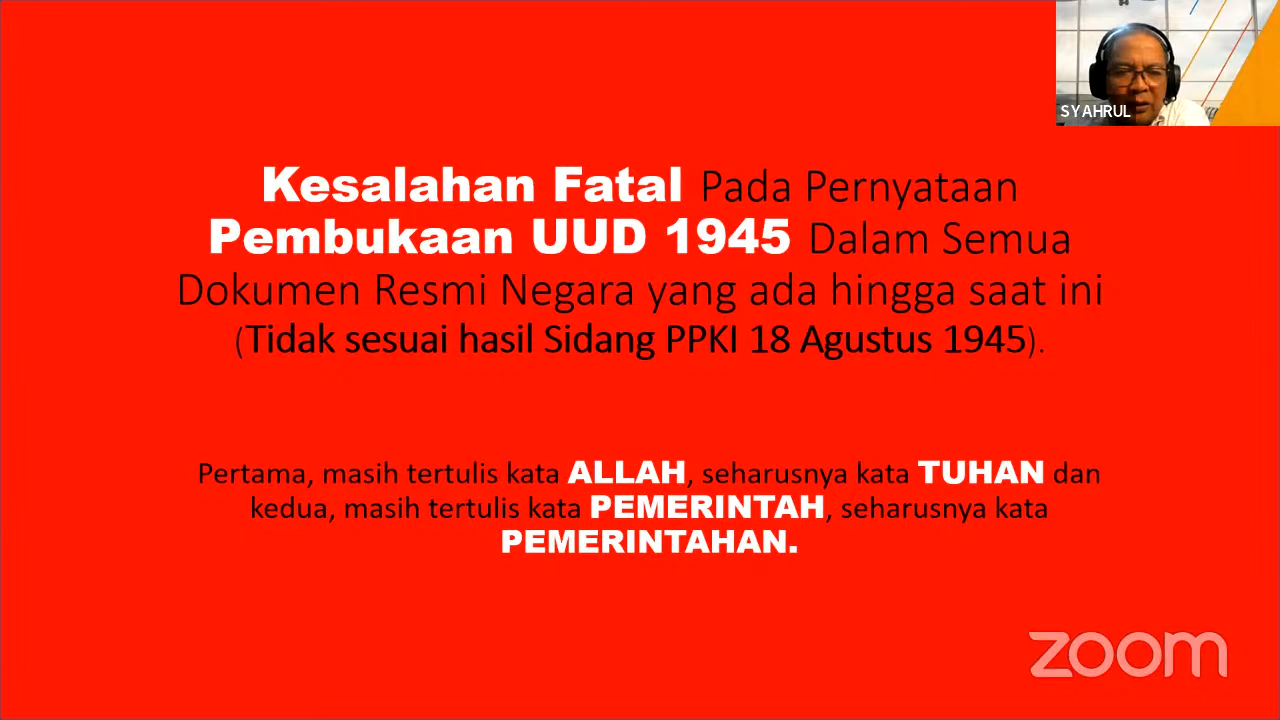 SYAHRUL
Kesalahan Fatal Pada Pernyataan
Pembukaan UUD 1945 Dalam Semua
Dokumen Resmi Negara yang ada hingga saat ini
(Tidak sesuai hasil Sidang PPKI 18 Agustus 1945).
Pertama, masih tertulis kata ALLAH, seharusnya kata TUHAN dan
kedua, masih tertulis kata PEMERINTAH, seharusnya kata
PEMERINTAHAN.
zoom